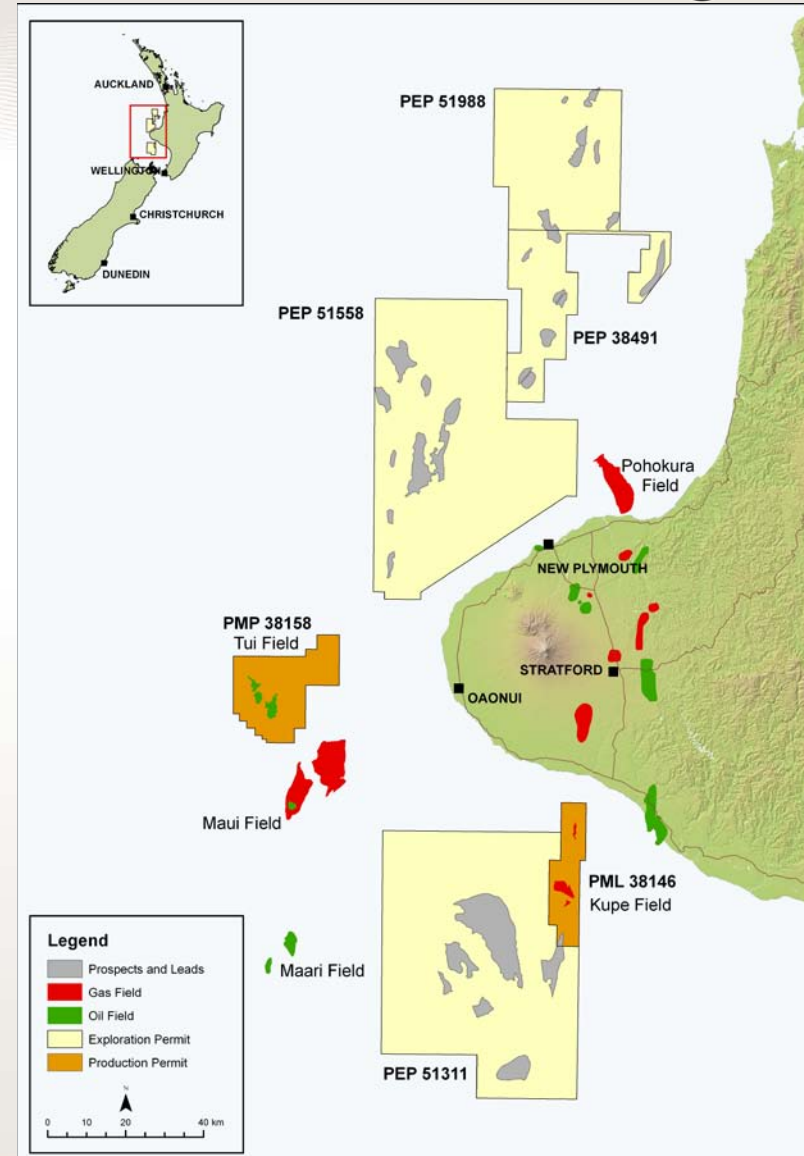 AUCKLAND
WELLINGTON
CHRISTCHURCH
DUNEDIN
PEP 51988
PEP 51558
PEP 38491
Pohokura
Field
NEW PLYMOUTH
PMP 38158
Tui Field
STRATFORD
OAONUI
Maui Field
PML 38146
Kupe Field
Maari Field
PEP 51311
Legend
Prospects and Leads
Gas Field
Oil Field
Exploration Permit
Production Permit
N
0 10 20 40 km